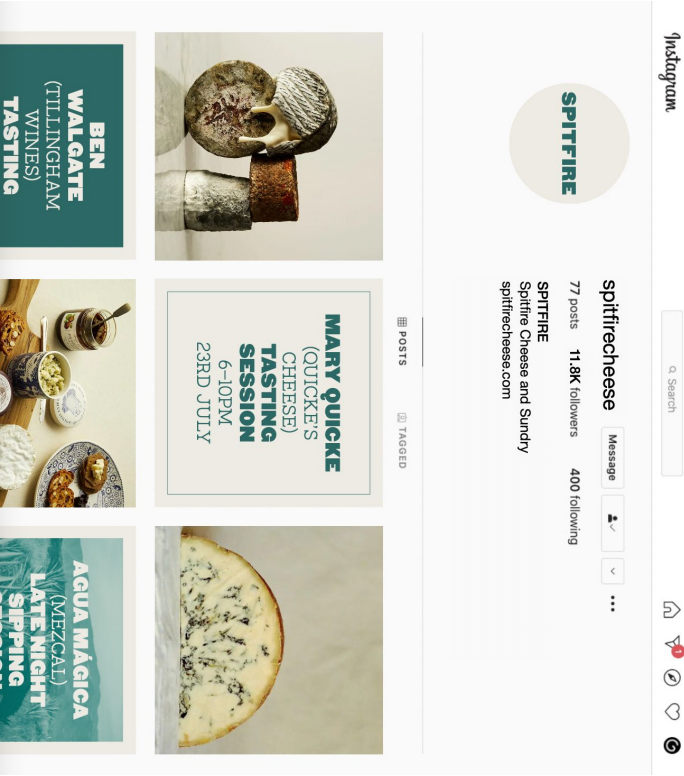 Instagram
Search
1
SPITFIRE
spitfirecheese
Message
77 posts
11.8K followers
400 following
SPITFIRE
Spitfire Cheese and Sundry
spitfirecheese.com
POSTS
TAGGED
MARY QUICKE
(QUICKE'S
CHEESE)
TASTING
SESSION
6-10PM
23RD JULY
BEN
WALGATE
(TILLINGHAM
WINES)
TASTING
AGUA MÁGICA
(MEZCAL)
LATE NIGHT
SIPPING